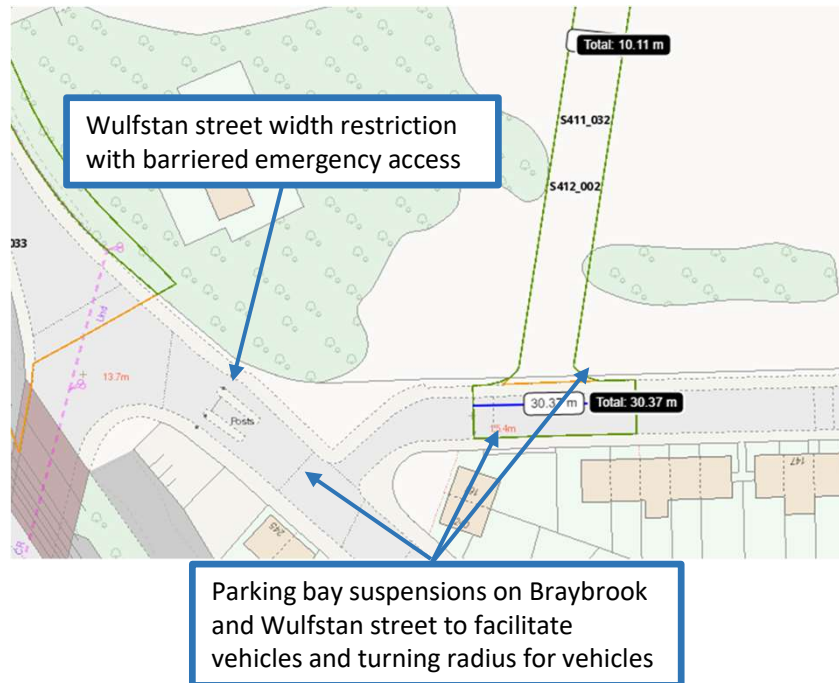 Total: 10.11 m
Wulfstan street width restriction
with barriered emergency access
S411_032
S412_002
033
Und
13.7m
Posts
30.37 m
Total: 30.37 m
15.4m
147
245
Parking bay suspensions on Braybrook
and Wulfstan street to facilitate
vehicles and turning radius for vehicles